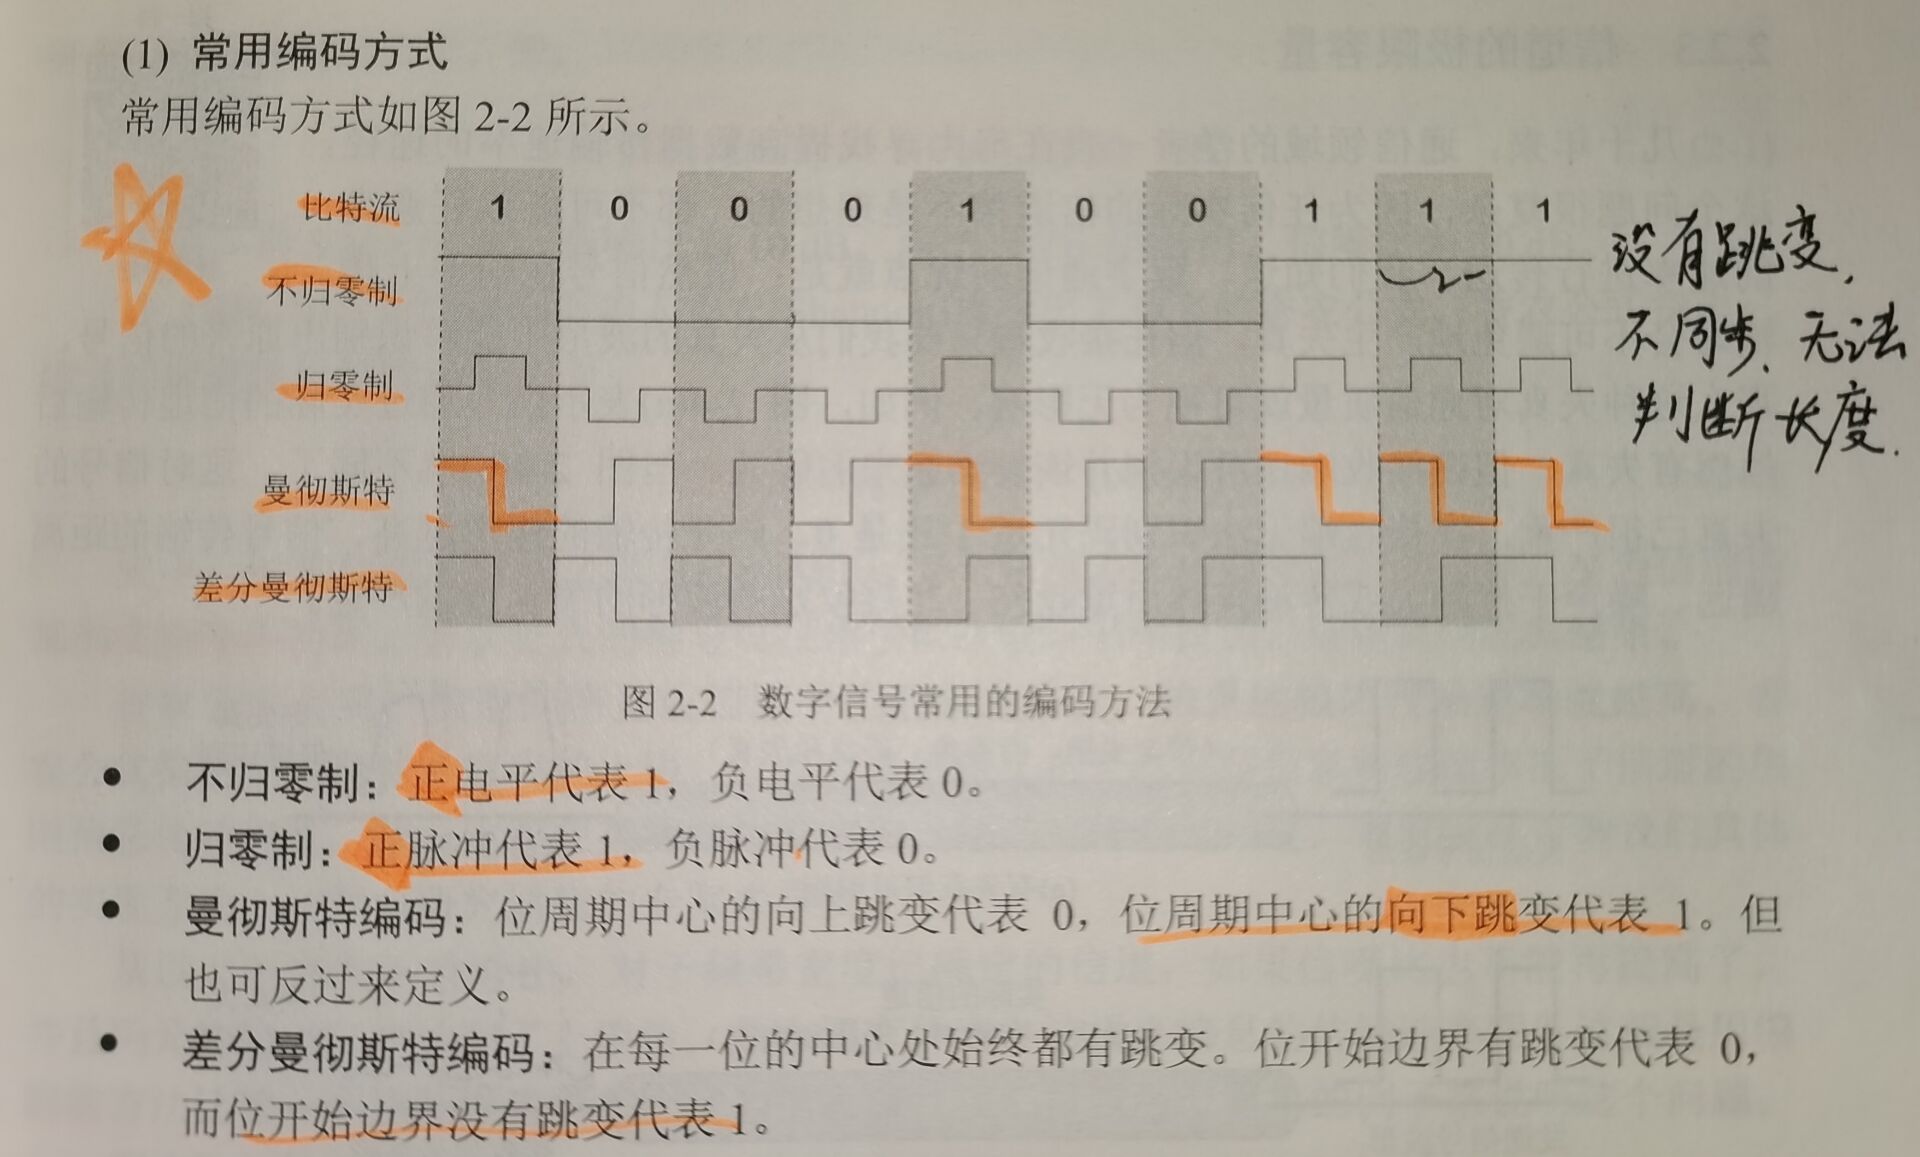 (1) 常用编码方式
常用编码方式如图 2-2 所示。
比特流 1 0 0 0 1 0 0 1 1 1
不归零制
归零制
曼彻斯特
差分曼彻斯特
没有跳变,
不同步、无法
判断长度.
图 2-2 数字信号常用的编码方法
• 不归零制：正电平代表 1，负电平代表 0。
• 归零制：正脉冲代表 1，负脉冲代表 0。
• 曼彻斯特编码：位周期中心的向上跳变代表 0，位周期中心的向下跳变代表 1。但
也可反过来定义。
• 差分曼彻斯特编码：在每一位的中心处始终都有跳变。位开始边界有跳变代表 0，
而位开始边界没有跳变代表 1。